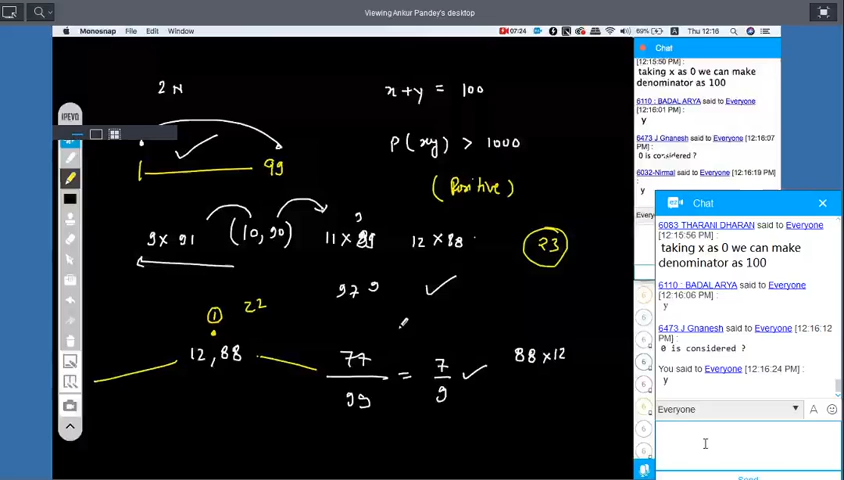 Viewing Ankur Pandey's desktop
Monosnap File Edit Window
07:24
69%
Thu 12:16
IPEVO
2 N
x + y = 100
P(xy) > 1000
(Positive)
1
99
9 x 91 (10, 90) 11 x 89 12 x 88
9
23
979
1 22
12, 88
77
99
= 7
9
88 x 12
Chat
[12:15:50 PM] :
taking x as 0 we can make
denominator as 100
6110 : BADAL ARYA said to Everyone
[12:16:01 PM] :
y
6473 J Gnanesh said to Everyone [12:16:07
PM] :
0 is considered ?
6032-Nirmal said to Everyone [12:16:19
PM] :
y
Chat
6083 THARANI DHARAN said to Everyone
[12:15:56 PM] :
taking x as 0 we can make
denominator as 100
6110 : BADAL ARYA said to Everyone
[12:16:06 PM] :
y
6473 J Gnanesh said to Everyone [12:16:12
PM] :
0 is considered ?
You said to Everyone [12:16:24 PM] :
y
Everyone
A
Send